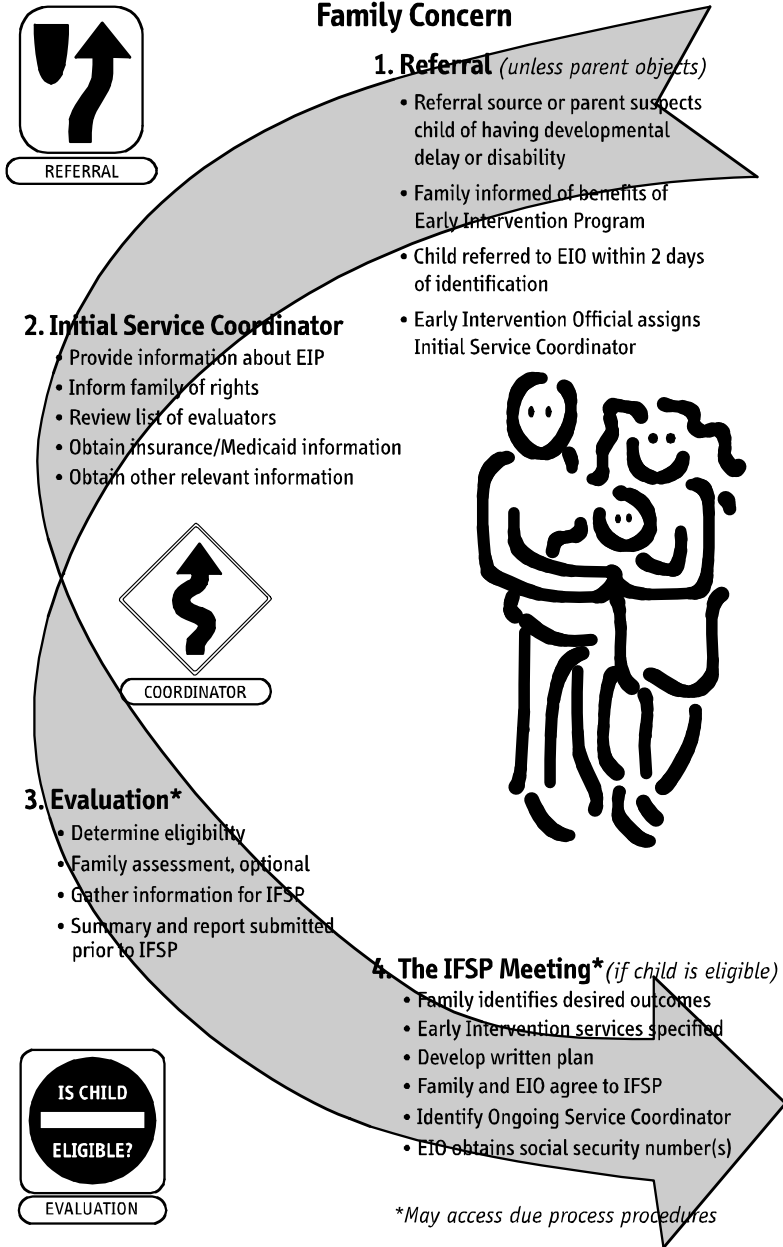 Family Concern
1. Referral (unless parent objects)
• Referral source or parent suspects
child of having developmental
delay or disability
• Family informed of benefits of
Early Intervention Program
• Child referred to EIO within 2 days
of identification
• Early Intervention Official assigns
Initial Service Coordinator
REFERRAL
2. Initial Service Coordinator
• Provide information about EIP
• Inform family of rights
• Review list of evaluators
• Obtain insurance/Medicaid information
• Obtain other relevant information
COORDINATOR
3. Evaluation*
• Determine eligibility
• Family assessment, optional
• Gather information for IFSP
• Summary and report submitted
prior to IFSP
4. The IFSP Meeting* (if child is eligible)
• Family identifies desired outcomes
• Early Intervention services specified
• Develop written plan
• Family and EIO agree to IFSP
• Identify Ongoing Service Coordinator
• EIO obtains social security number(s)
IS CHILD
ELIGIBLE?
EVALUATION
*May access due process procedures